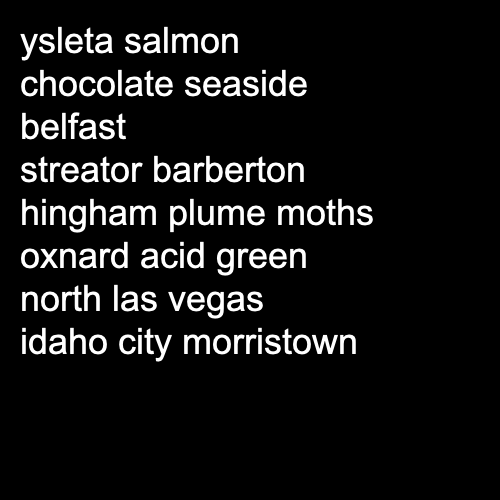 ysleta salmon
chocolate seaside
belfast
streator barberton
hingham plume moths
oxnard acid green
north las vegas
idaho city morristown